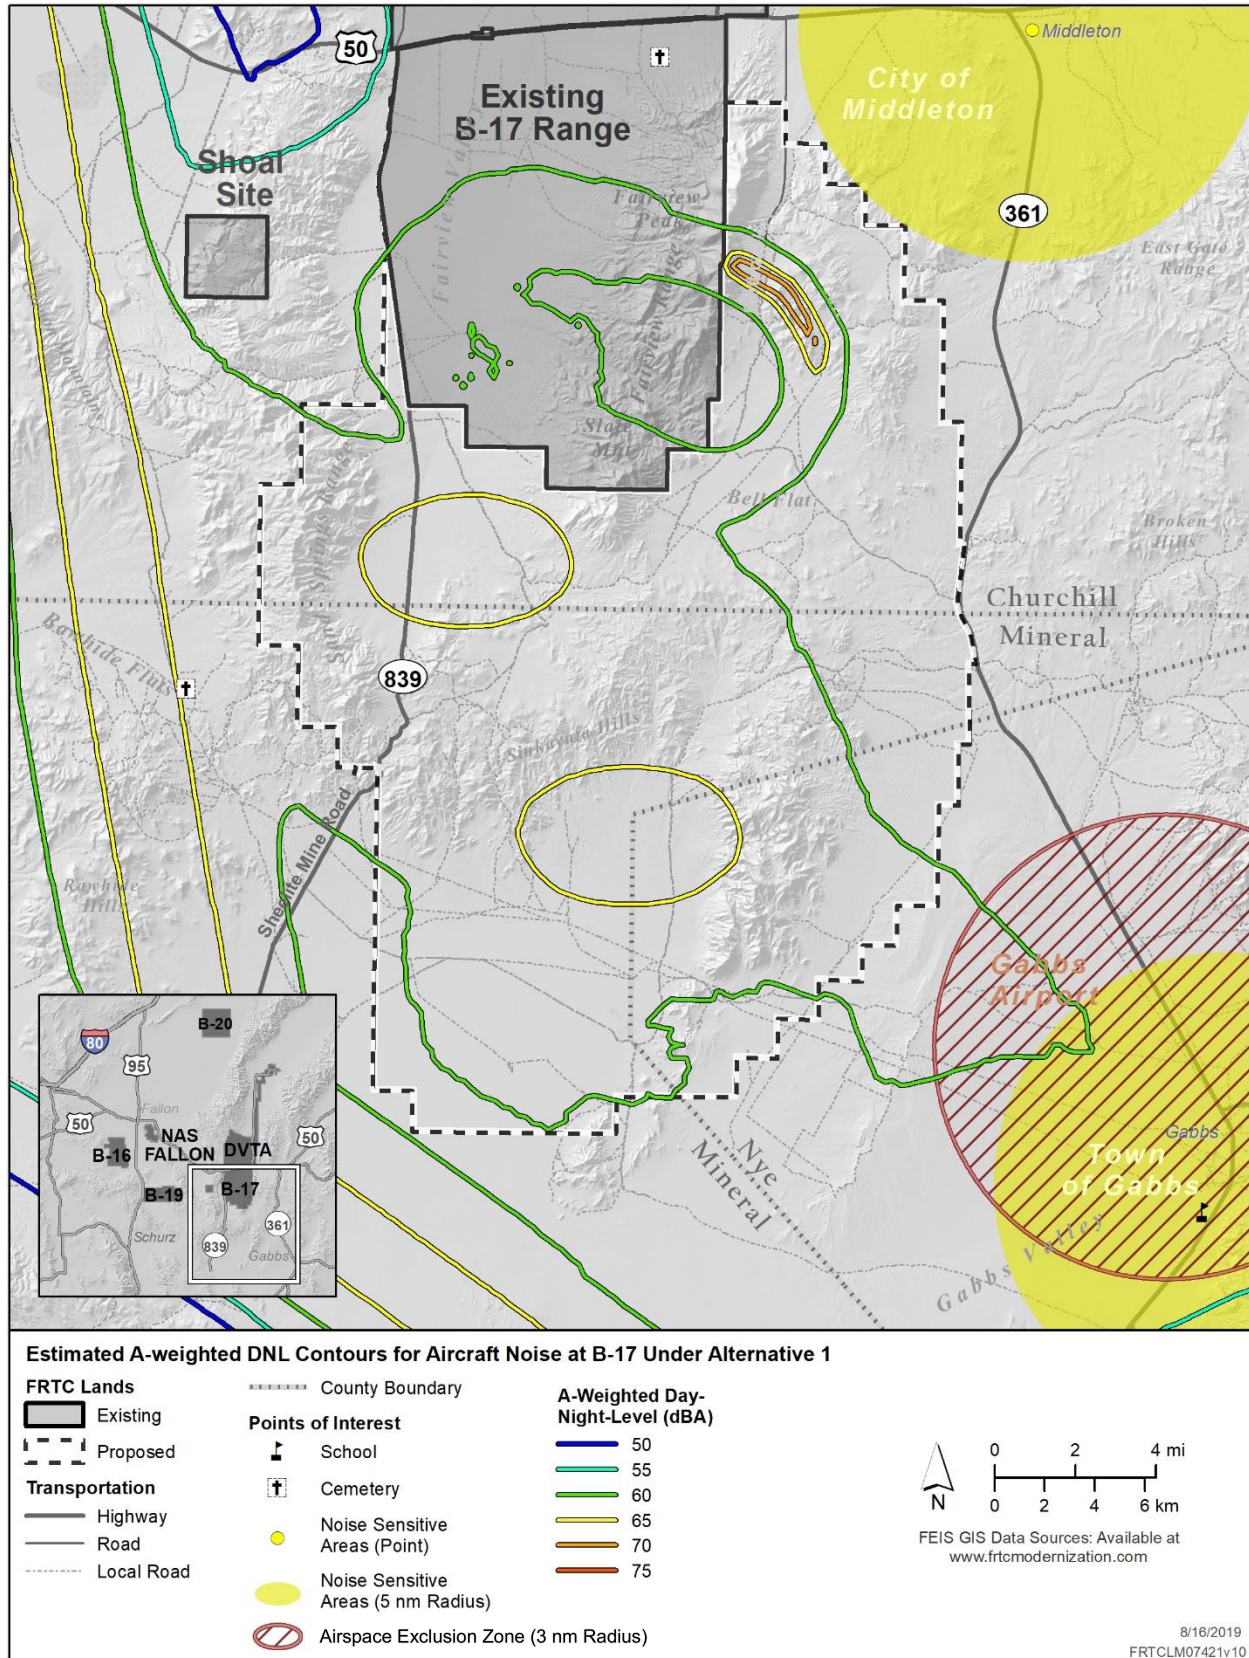 50
Middleton
City of
Middleton
Existing
B-17 Range
Shoal
Site
Fairview Valley
Fairview
Peak
361
East Gate
Range
Fairview Range
Slate
Mtn
Bell Flat
Broken
Hills
Sand Springs Range
Churchill
Mineral
Rawhide Flats
839
Sinkavata Hills
Sheelite Mine Road
Rawhide
Hills
Gabbs
Airport
Gabbs
Town
of Gabbs
Nye
Mineral
Gabbs Valley
B-20
80
95
Fallon
50
NAS
FALLON
DVTA
50
B-16
B-19
B-17
361
Schurz
839
Gabbs
Estimated A-weighted DNL Contours for Aircraft Noise at B-17 Under Alternative 1
FRTC Lands
Existing
Proposed
Transportation
Highway
Road
Local Road
County Boundary
Points of Interest
School
Cemetery
Noise Sensitive
Areas (Point)
Noise Sensitive
Areas (5 nm Radius)
Airspace Exclusion Zone (3 nm Radius)
A-Weighted Day-
Night-Level (dBA)
50
55
60
65
70
75
N
0 2 4 mi
0 2 4 6 km
FEIS GIS Data Sources: Available at
www.frtcmodernization.com
8/16/2019
FRTCLM07421v10